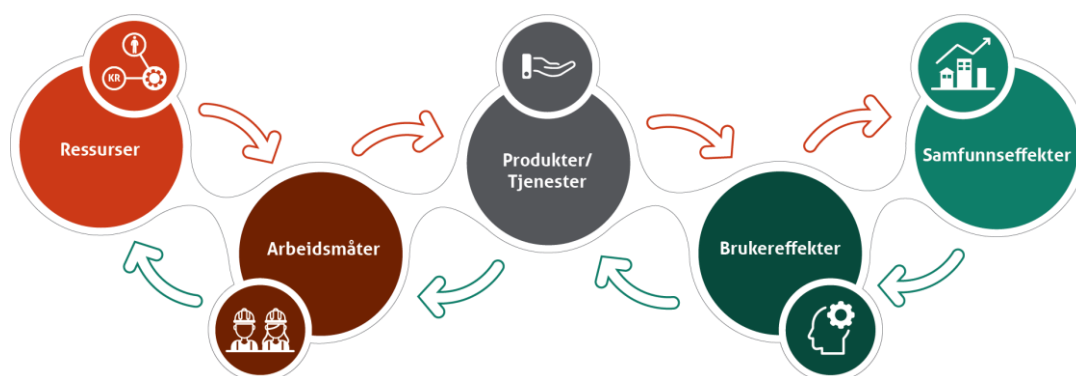 KR
Ressurser
Arbeidsmåter
Produkter/
Tjenester
Brukereffekter
Samfunnseffekter